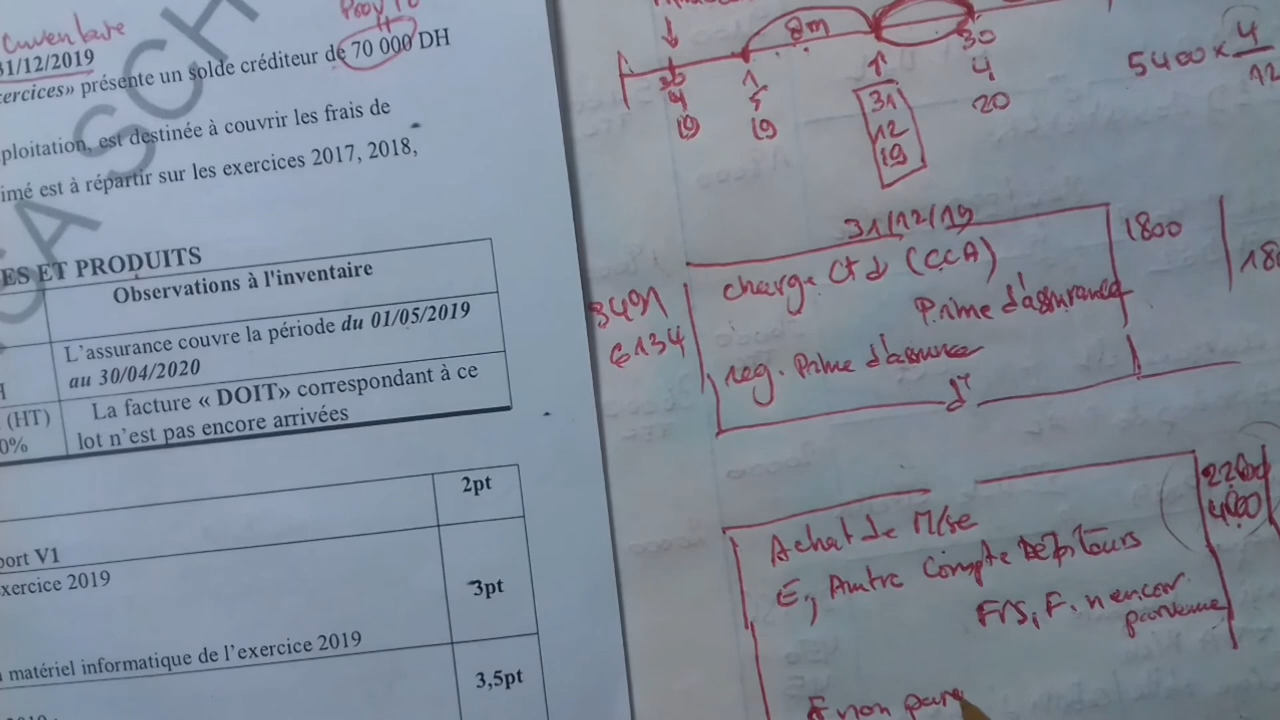 31/12/2019
ercices» présente un solde créditeur de 70 000 DH
ploitation, est destinée à couvrir les frais de
imé est à répartir sur les exercices 2017, 2018,
ES ET PRODUITS
Observations à l'inventaire
L'assurance couvre la période du 01/05/2019
au 30/04/2020
(HT)
0%
La facture « DOIT» correspondant à ce
lot n'est pas encore arrivées
2pt
port V1
exercice 2019
3pt
matériel informatique de l'exercice 2019
3,5pt
8m
30
4
19
1
5
19
31
12
19
30
4
20
5400 x 4/12
31/12/19
3491
6134
charge Ct d (CCA)
Prime d'assurance
1800
180
reg. Prime d'assurance
Achat de M/se
Autre Compte
Frs, F. n encor
parvenue
F non parve